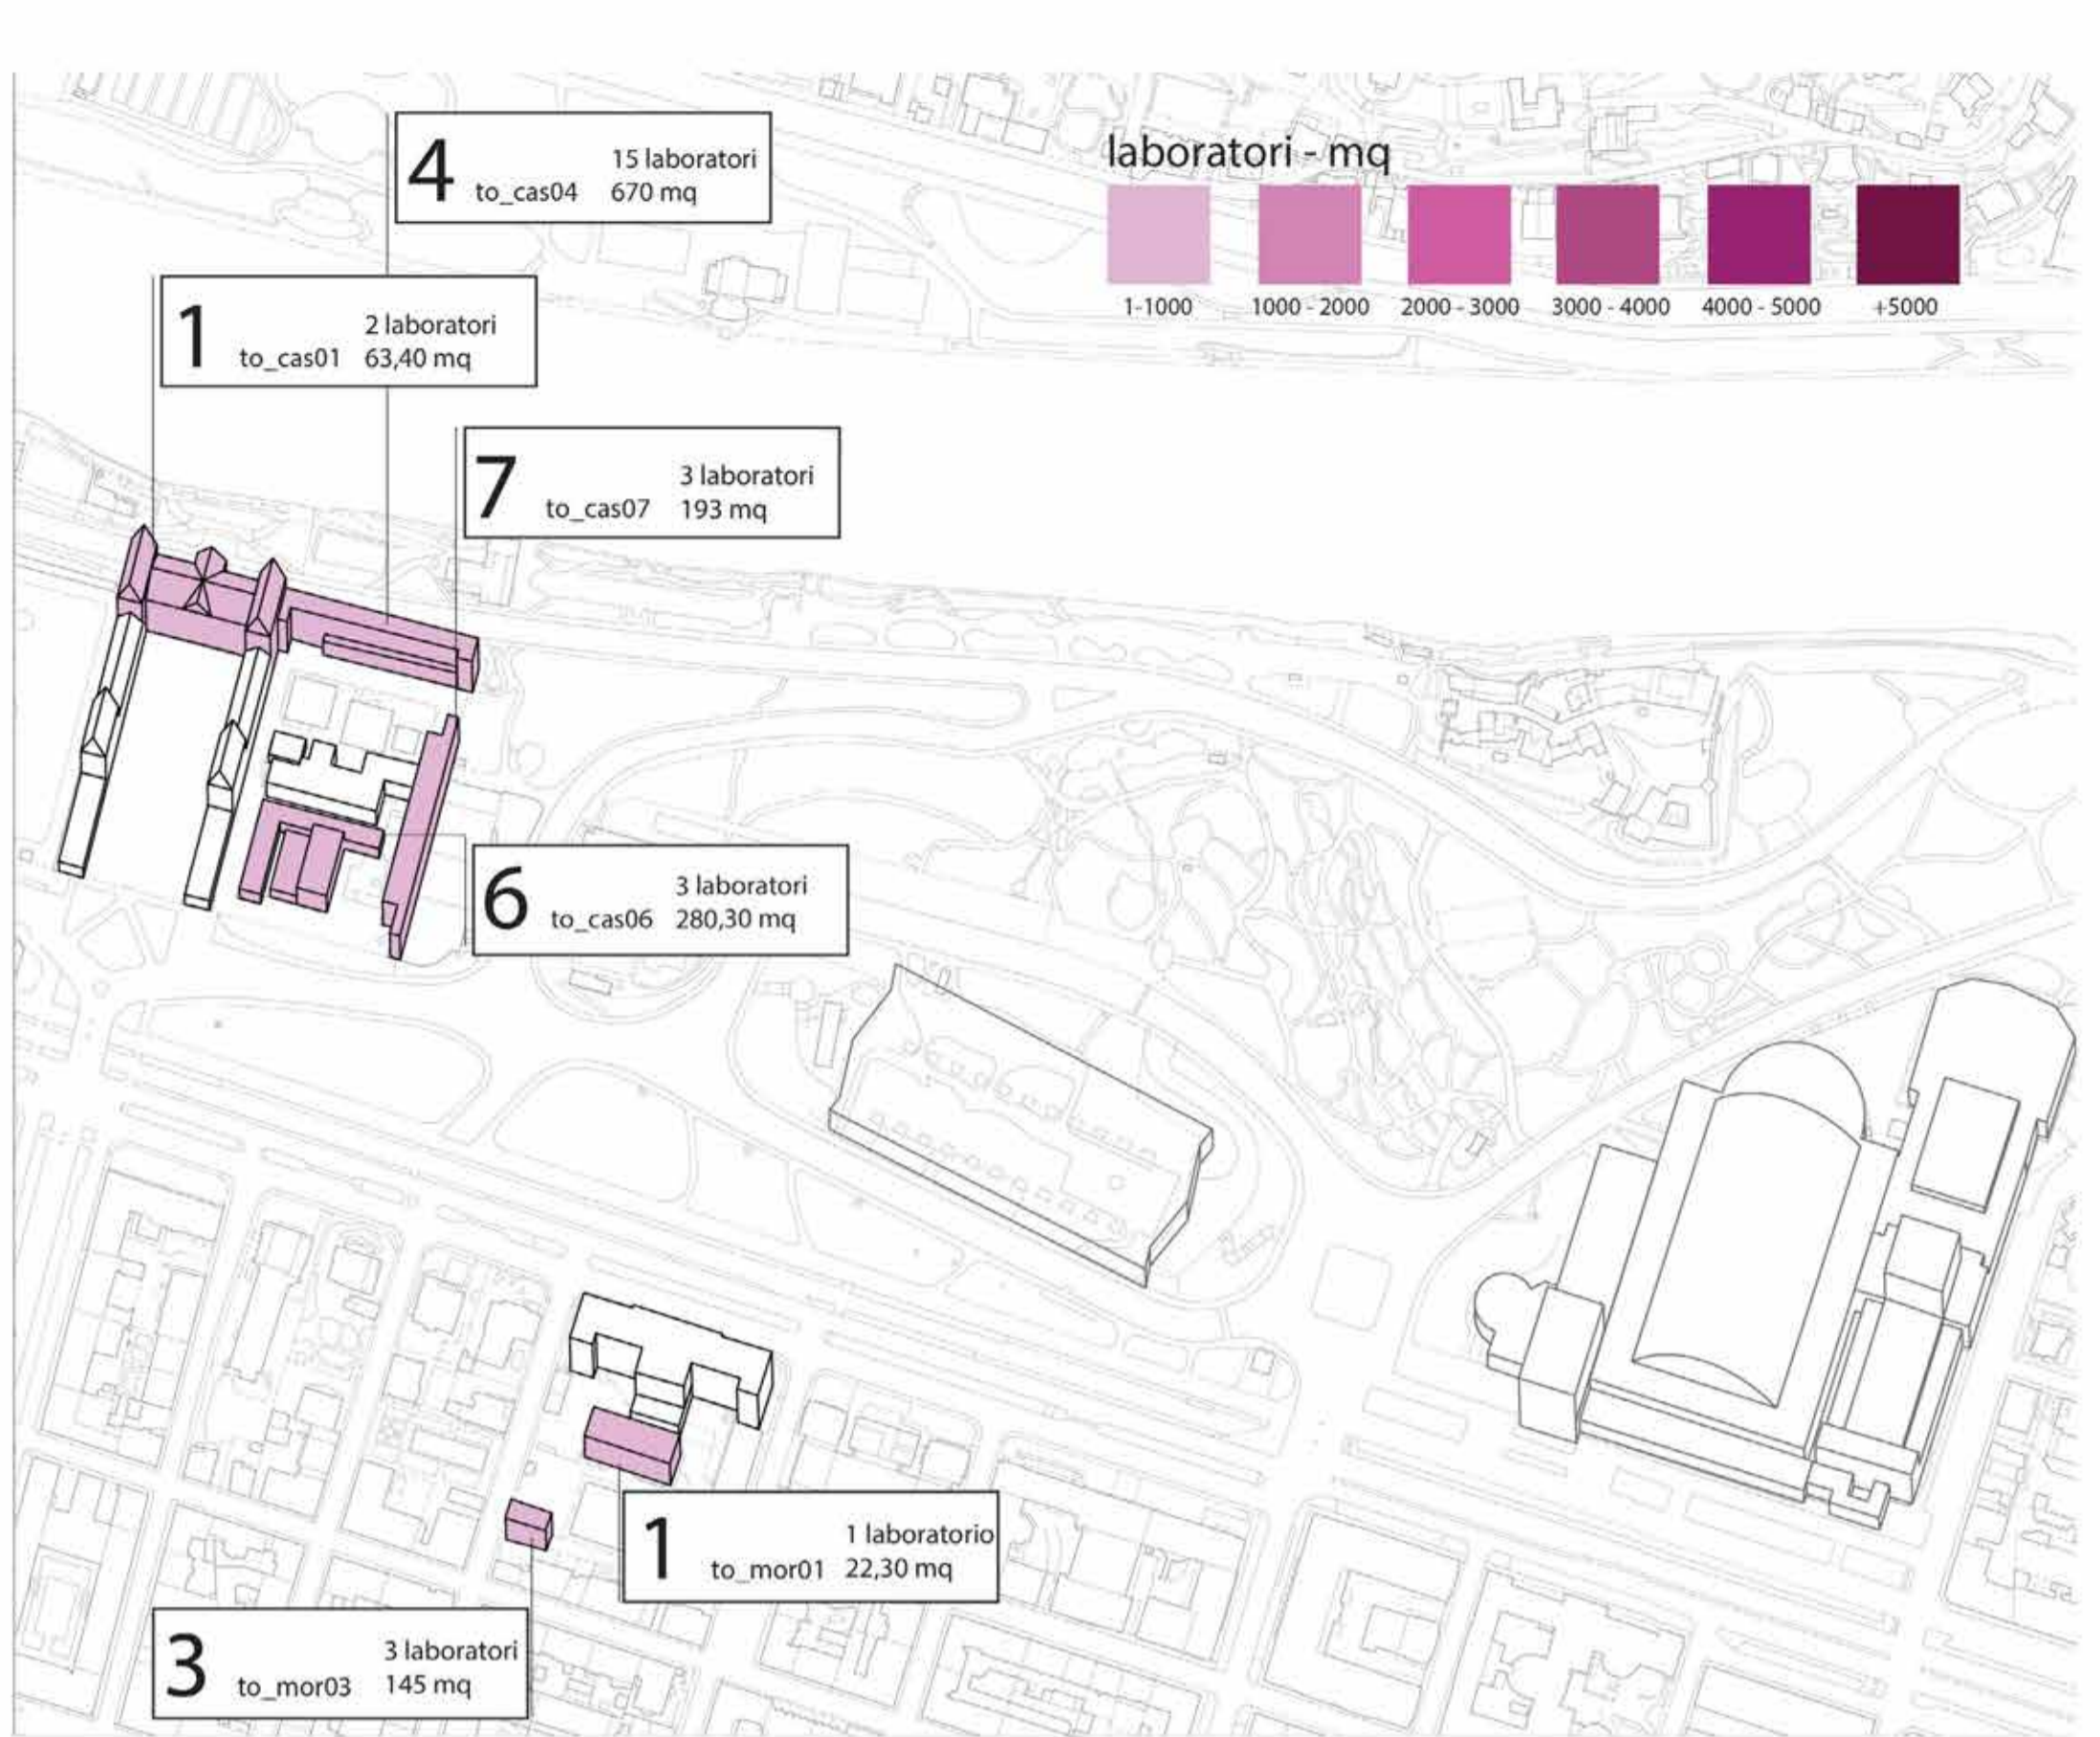 4
15 laboratori
to_cas04 670 mq
laboratori - mq
1-1000
1000 - 2000
2000 - 3000
3000 - 4000
4000 - 5000
+5000
1
2 laboratori
to_cas01 63,40 mq
7
3 laboratori
to_cas07 193 mq
6
3 laboratori
to_cas06 280,30 mq
1
1 laboratorio
to_mor01 22,30 mq
3
3 laboratori
to_mor03 145 mq